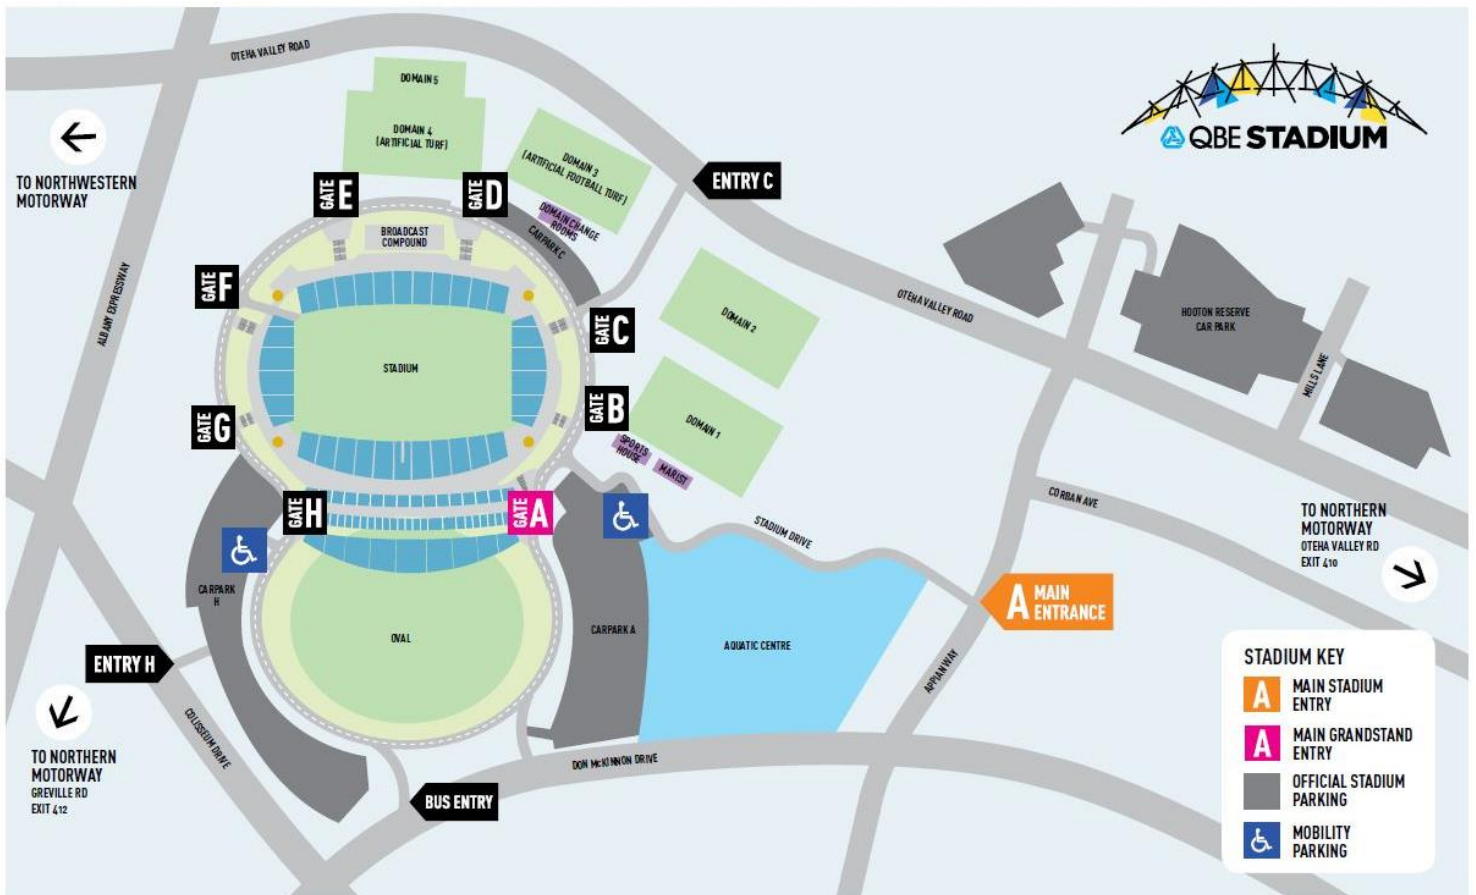 OTEHA VALLEY ROAD
DOMAIN 5
DOMAIN 4
(ARTIFICIAL TURF)
DOMAIN 3
(ARTIFICIAL FOOTBALL TURF)
QBE STADIUM
TO NORTHWESTERN
MOTORWAY
GATE E
GATE D
ENTRY C
DOMAIN CHANGE
ROOMS
BROADCAST
COMPOUND
CARPARK C
GATE F
ALBANY EXPRESSWAY
GATE C
DOMAIN 2
OTEHA VALLEY ROAD
HOOTON RESERVE
CAR PARK
STADIUM
MILLS LANE
GATE B
GATE G
DOMAIN 1
SPORTS
HOUSE
MARIST
GATE H
GATE A
CORBAN AVE
STADIUM DRIVE
TO NORTHERN
MOTORWAY
OTEHA VALLEY RD
EXIT 410
CARPARK
H
A MAIN
ENTRANCE
OVAL
CARPARK A
AQUATIC CENTRE
ENTRY H
APPIAN WAY
COLISSEUM DRIVE
TO NORTHERN
MOTORWAY
GREVILLE RD
EXIT 412
DON McKINNON DRIVE
BUS ENTRY
STADIUM KEY
A MAIN STADIUM
ENTRY
A MAIN GRANDSTAND
ENTRY
OFFICIAL STADIUM
PARKING
MOBILITY
PARKING